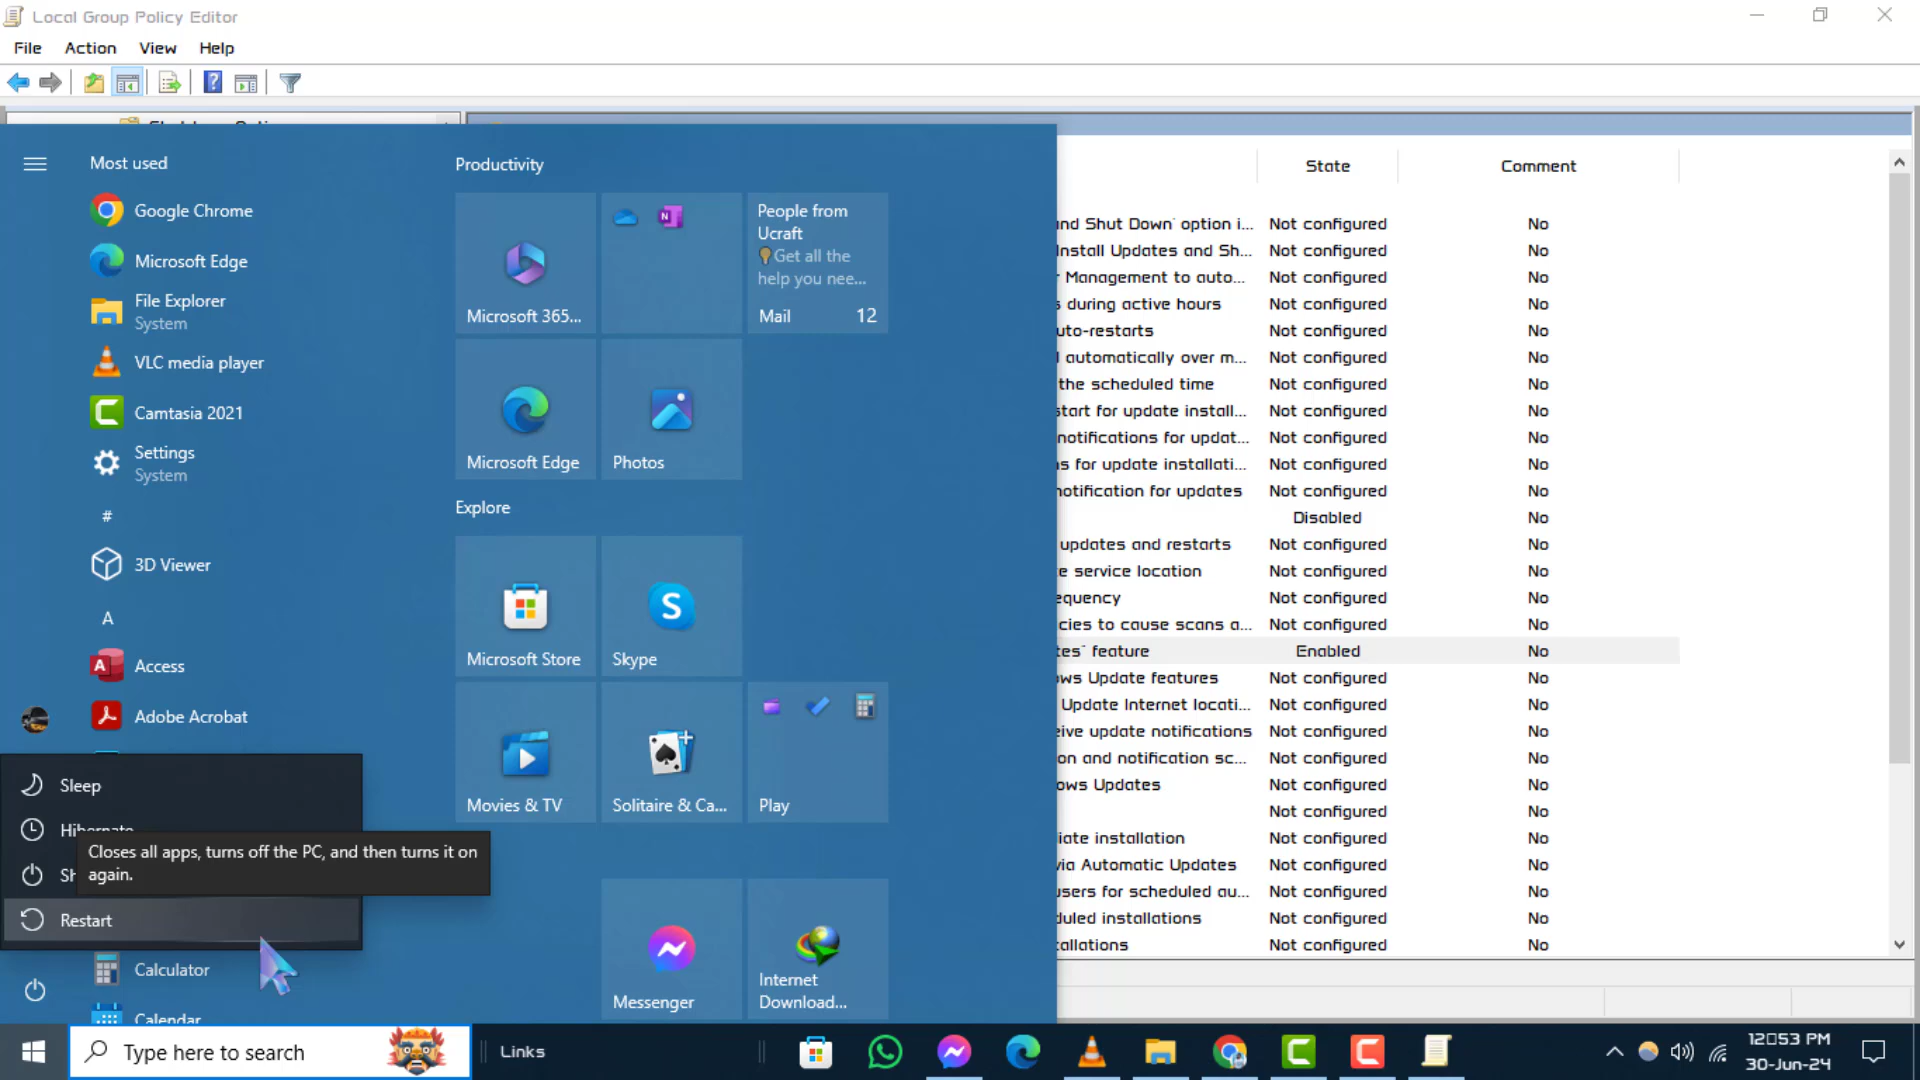 Local Group Policy Editor
File Action View Help
Most used
Google Chrome
Microsoft Edge
File Explorer
System
VLC media player
Camtasia 2021
Settings
System
#
3D Viewer
A
Access
Adobe Acrobat
Sleep
Hibernate
Closes all apps, turns off the PC, and then turns it on
again.
Sh
Restart
Calculator
Calendar
Productivity
Microsoft 365...
People from
Ucraft
Get all the
help you nee...
Mail 12
Microsoft Edge
Photos
Explore
Microsoft Store
Skype
Movies & TV
Solitaire & Ca...
Play
Messenger
Internet
Download...
State Comment
and Shut Down` option i... Not configured No
Install Updates and Sh... Not configured No
r Management to auto... Not configured No
s during active hours Not configured No
uto-restarts Not configured No
l automatically over m... Not configured No
the scheduled time Not configured No
start for update install... Not configured No
notifications for updat... Not configured No
ns for update installati... Not configured No
notification for updates Not configured No
Disabled No
updates and restarts Not configured No
e service location Not configured No
equency Not configured No
cies to cause scans a... Not configured No
tes` feature Enabled No
ows Update features Not configured No
Update Internet locati... Not configured No
eive update notifications Not configured No
on and notification sc... Not configured No
ows Updates Not configured No
Not configured No
iate installation Not configured No
via Automatic Updates Not configured No
users for scheduled au... Not configured No
duled installations Not configured No
tallations Not configured No
Type here to search
Links
12▯53 PM
30-Jun-24